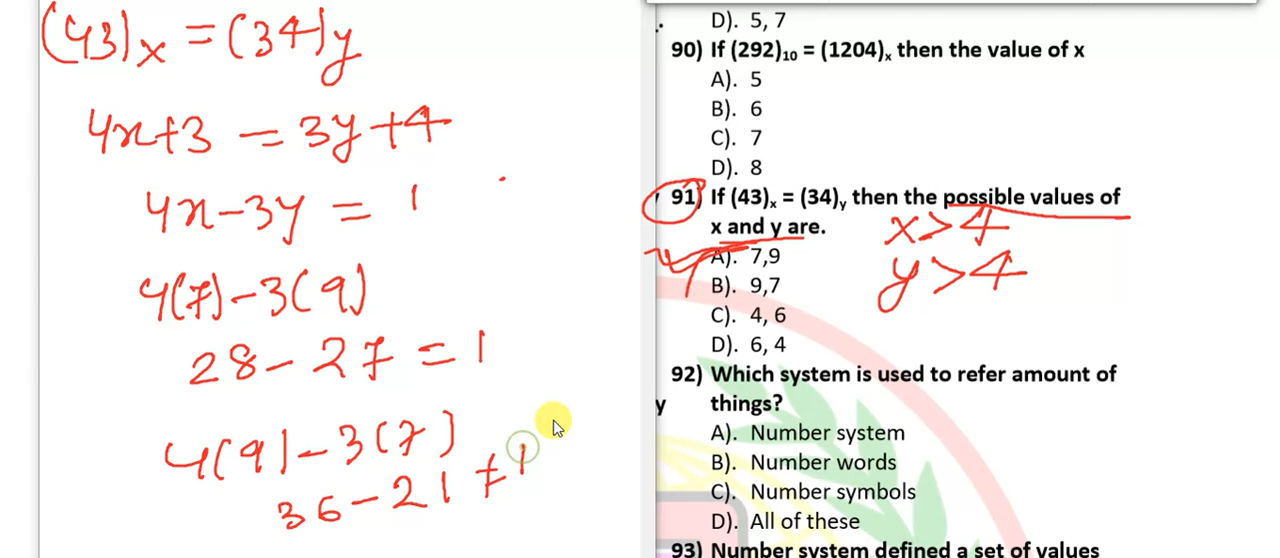 (43)x = (34)y
4x+3 = 3y+4
4x-3y = 1
4(7)-3(9)
28-27 = 1
4(9)-3(7)
36-21 ≠ 1
D). 5, 7
90) If (292)₁₀ = (1204)ₓ then the value of x
A). 5
B). 6
C). 7
D). 8
91) If (43)ₓ = (34)y then the possible values of
x and y are.
A). 7,9
B). 9,7
C). 4, 6
D). 6, 4
x>4
y>4
92) Which system is used to refer amount of
y things?
A). Number system
B). Number words
C). Number symbols
D). All of these
93) Number system defined a set of values